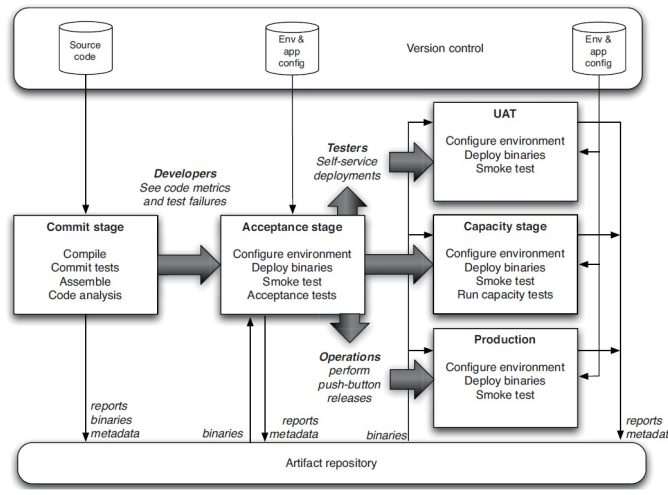 Source
code
Env &
app
config
Version control
Env &
app
config
Developers
See code metrics
and test failures
Testers
Self-service
deployments
UAT
Configure environment
Deploy binaries
Smoke test
Commit stage
Compile
Commit tests
Assemble
Code analysis
Acceptance stage
Configure environment
Deploy binaries
Smoke test
Acceptance tests
Capacity stage
Configure environment
Deploy binaries
Smoke test
Run capacity tests
Operations
perform
push-button
releases
Production
Configure environment
Deploy binaries
Smoke test
reports
binaries
metadata
binaries
reports
metadata
binaries
reports
metadat
Artifact repository